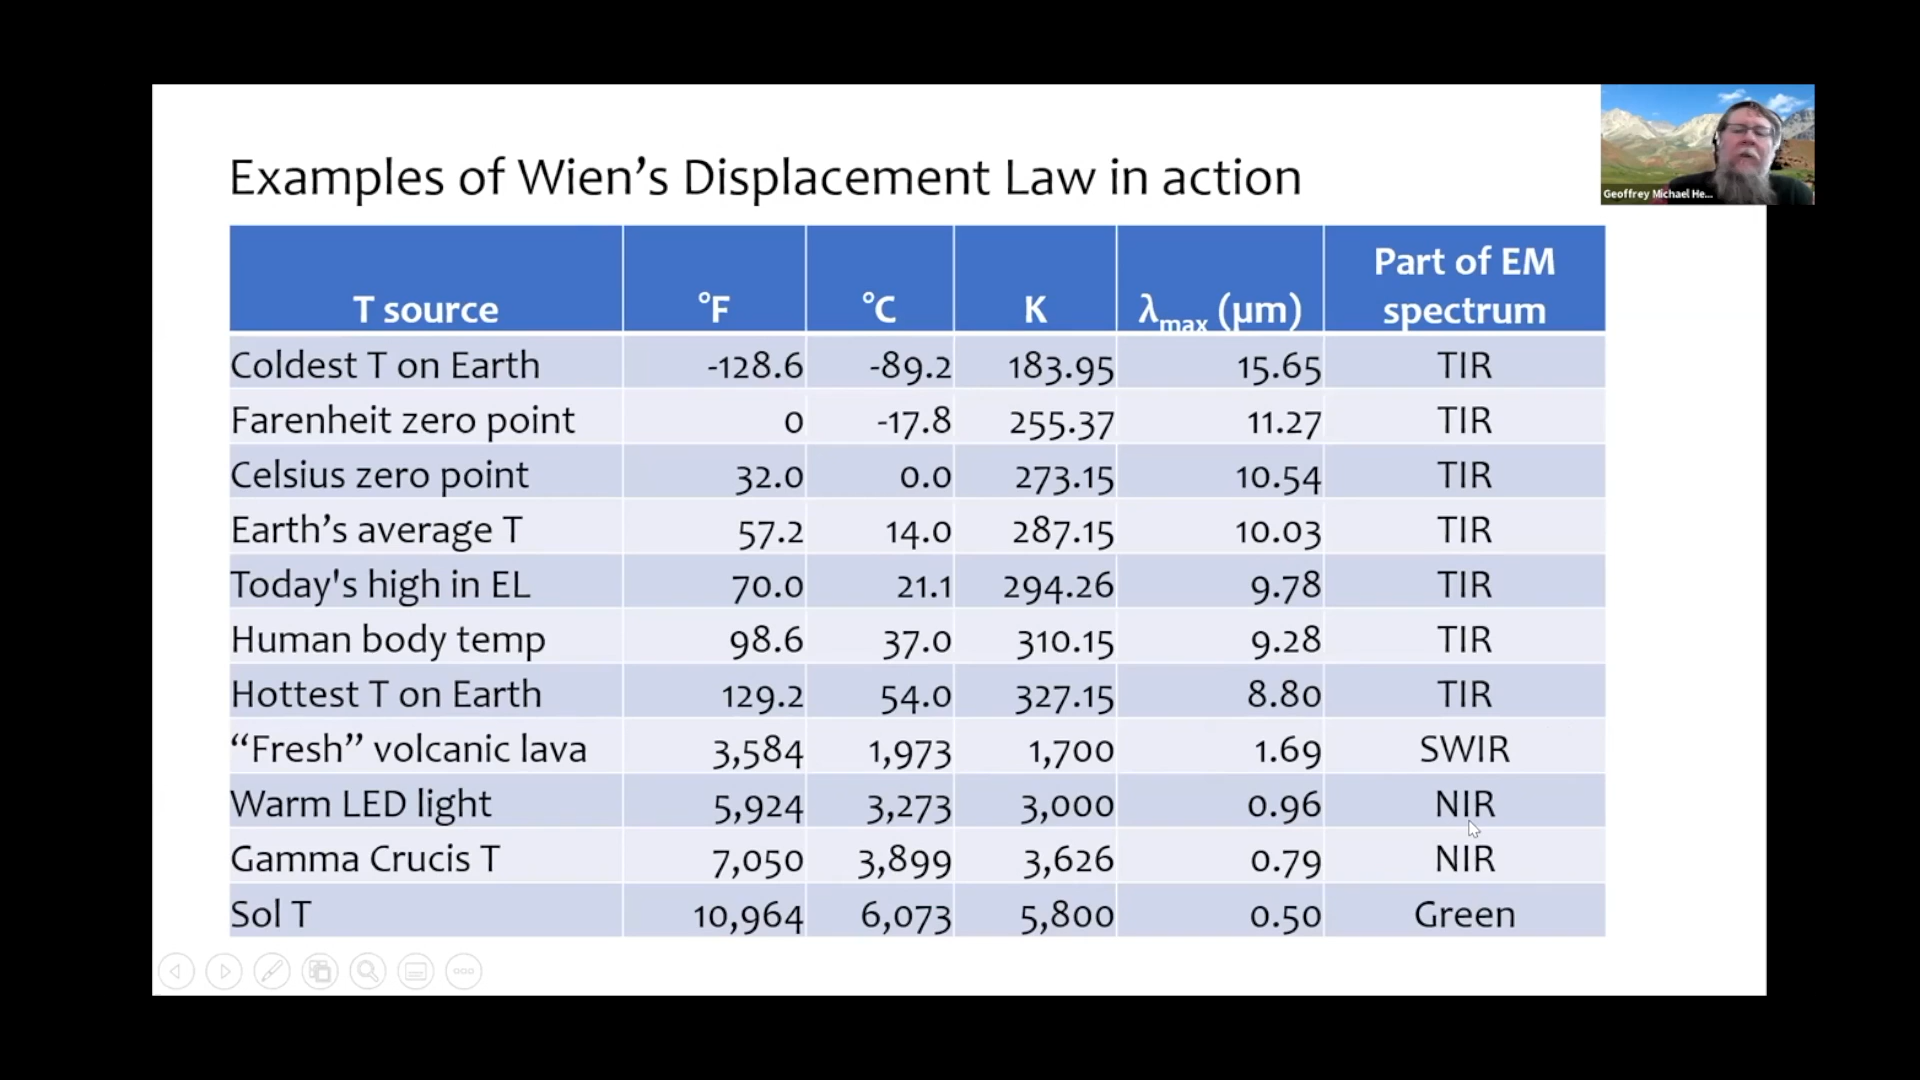 Examples of Wien’s Displacement Law in action
Geoffrey Michael He...
T source °F °C K λmax (µm) Part of EM spectrum
Coldest T on Earth -128.6 -89.2 183.95 15.65 TIR
Farenheit zero point 0 -17.8 255.37 11.27 TIR
Celsius zero point 32.0 0.0 273.15 10.54 TIR
Earth’s average T 57.2 14.0 287.15 10.03 TIR
Today's high in EL 70.0 21.1 294.26 9.78 TIR
Human body temp 98.6 37.0 310.15 9.28 TIR
Hottest T on Earth 129.2 54.0 327.15 8.80 TIR
“Fresh” volcanic lava 3,584 1,973 1,700 1.69 SWIR
Warm LED light 5,924 3,273 3,000 0.96 NIR
Gamma Crucis T 7,050 3,899 3,626 0.79 NIR
Sol T 10,964 6,073 5,800 0.50 Green